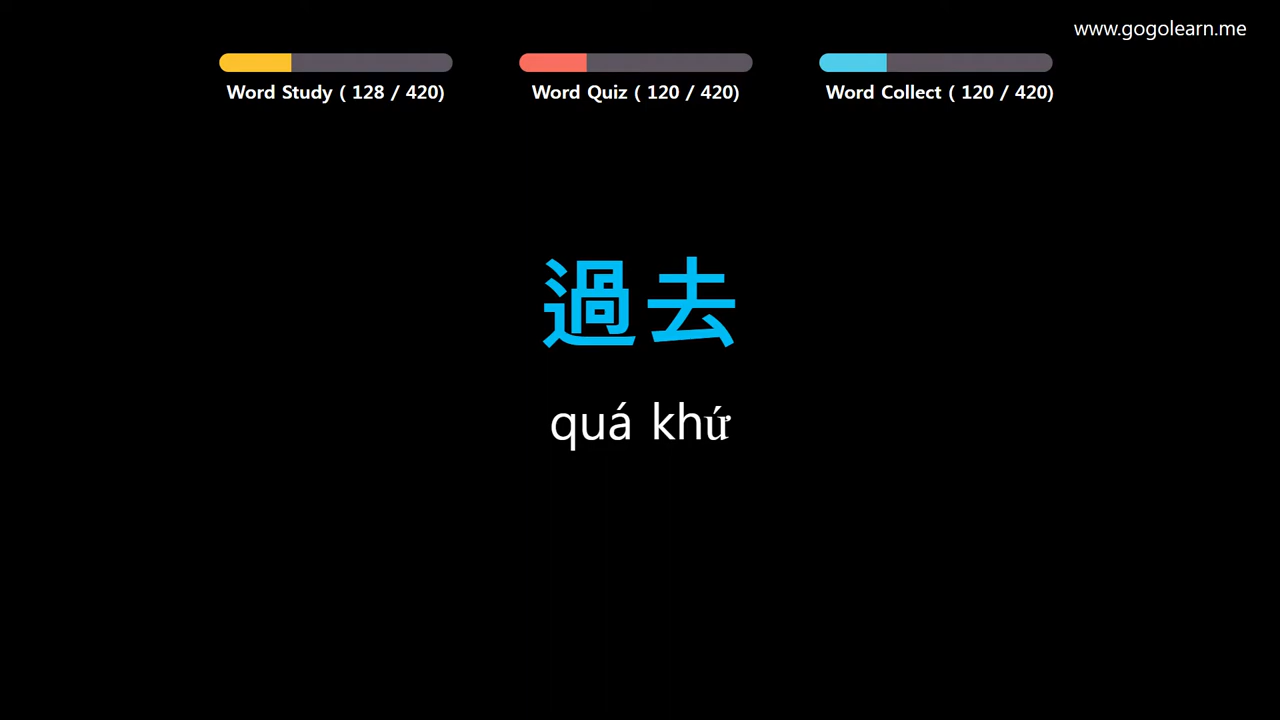 www.gogolearn.me
Word Study ( 128 / 420)
Word Quiz ( 120 / 420)
Word Collect ( 120 / 420)
過去
quá khứ